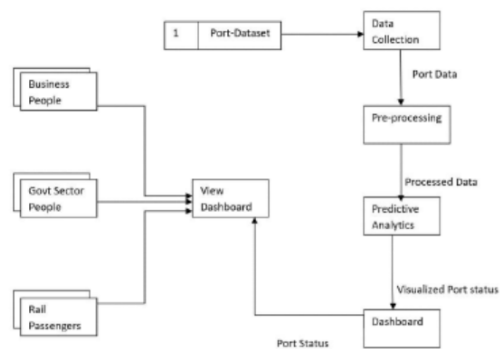 1 Port-Dataset
Data
Collection
Port Data
Business
People
Pre-processing
Processed Data
Govt Sector
People
View
Dashboard
Predictive
Analytics
Visualized Port status
Rail
Passengers
Dashboard
Port Status